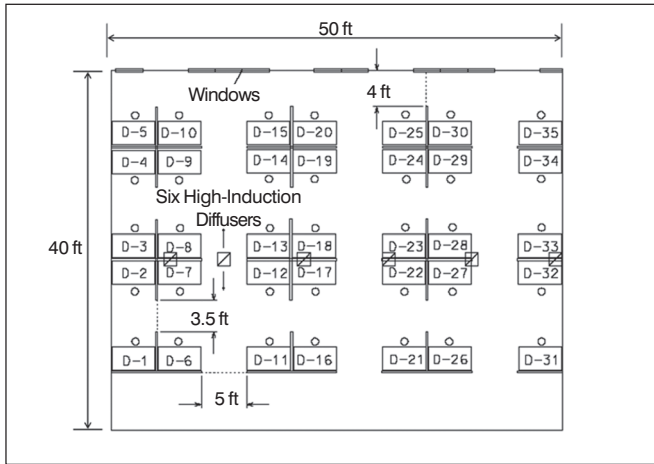 50 ft
Windows
4 ft
D-5 D-10 D-15 D-20 D-25 D-30 D-35
D-4 D-9 D-14 D-19 D-24 D-29 D-34
Six High-Induction
Diffusers
40 ft
D-3 D-8 D-13 D-18 D-23 D-28 D-33
D-2 D-7 D-12 D-17 D-22 D-27 D-32
3.5 ft
D-1 D-6 D-11 D-16 D-21 D-26 D-31
5 ft